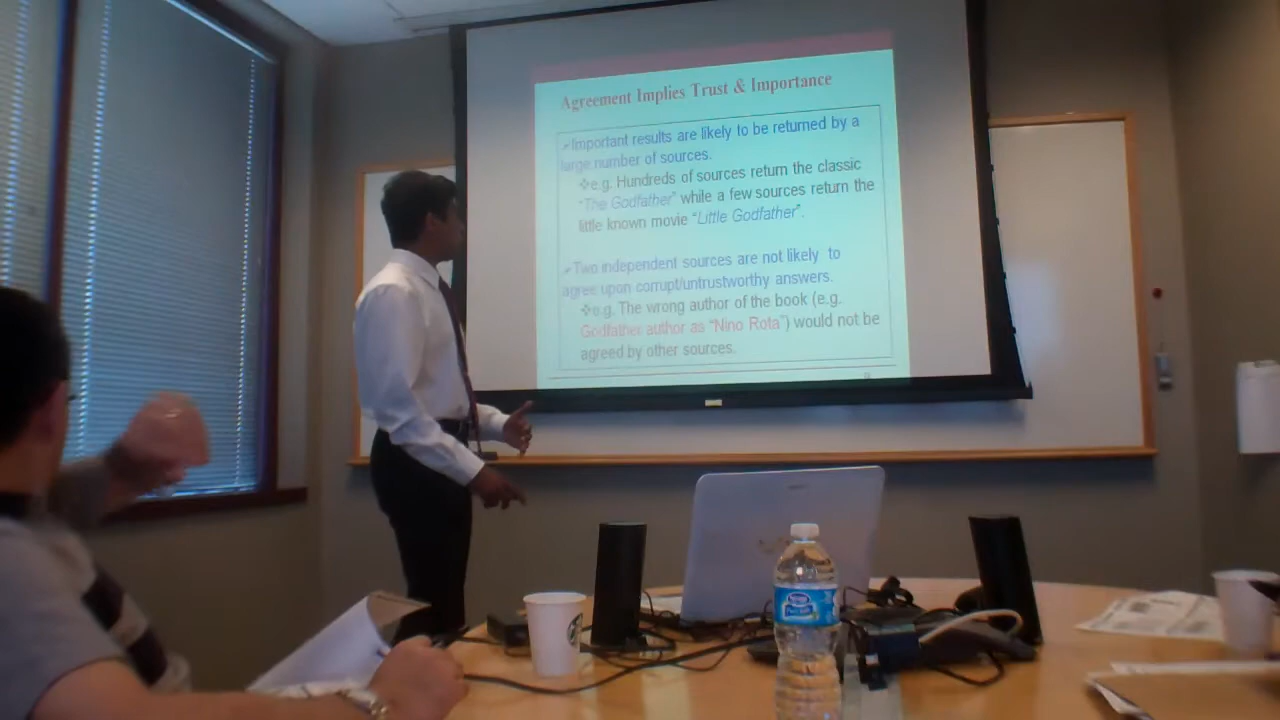 Agreement Implies Trust & Importance
Important results are likely to be returned by a
large number of sources.
e.g. Hundreds of sources return the classic
"The Godfather" while a few sources return the
little known movie "Little Godfather".
Two independent sources are not likely to
agree upon corrupt/untrustworthy answers.
e.g. The wrong author of the book (e.g.
Godfather author as "Nino Rota") would not be
agreed by other sources.